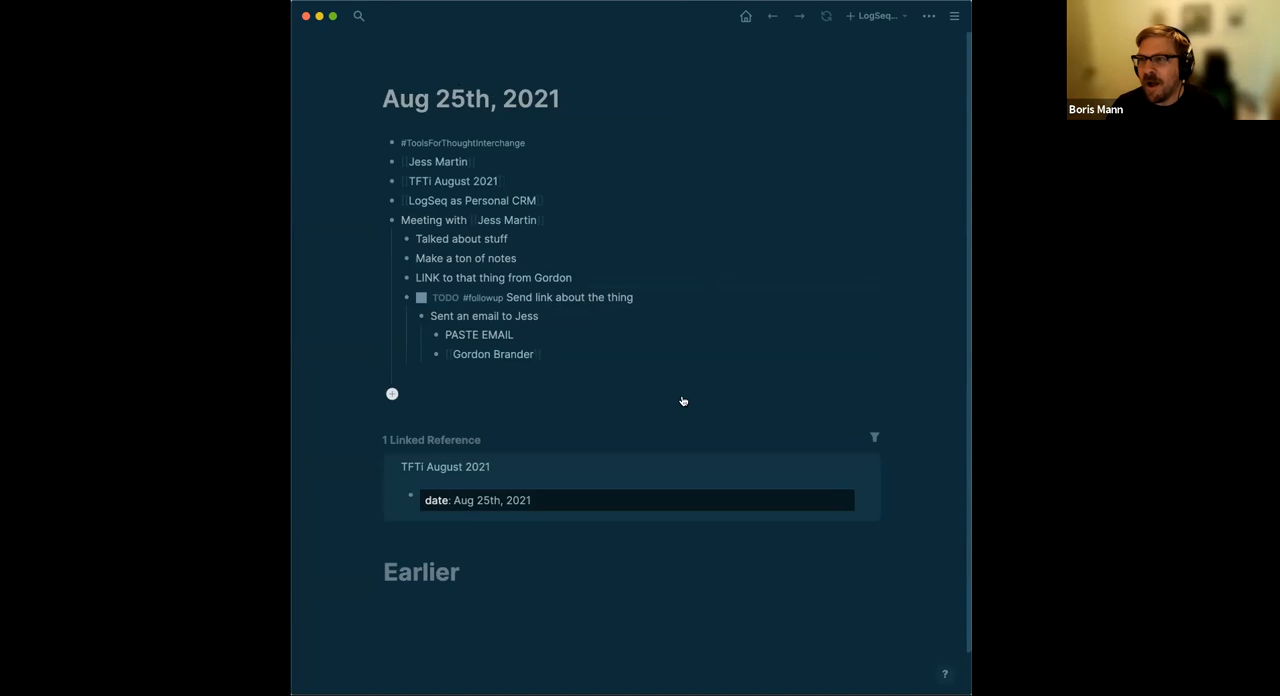 + LogSeq...
Boris Mann
Aug 25th, 2021
#ToolsForThoughtInterchange
[[Jess Martin]]
[[TFTi August 2021]]
[[LogSeq as Personal CRM]]
Meeting with [[Jess Martin]]
Talked about stuff
Make a ton of notes
LINK to that thing from Gordon
TODO #followup Send link about the thing
Sent an email to Jess
PASTE EMAIL
[[Gordon Brander]]
1 Linked Reference
TFTi August 2021
date: Aug 25th, 2021
Earlier
?